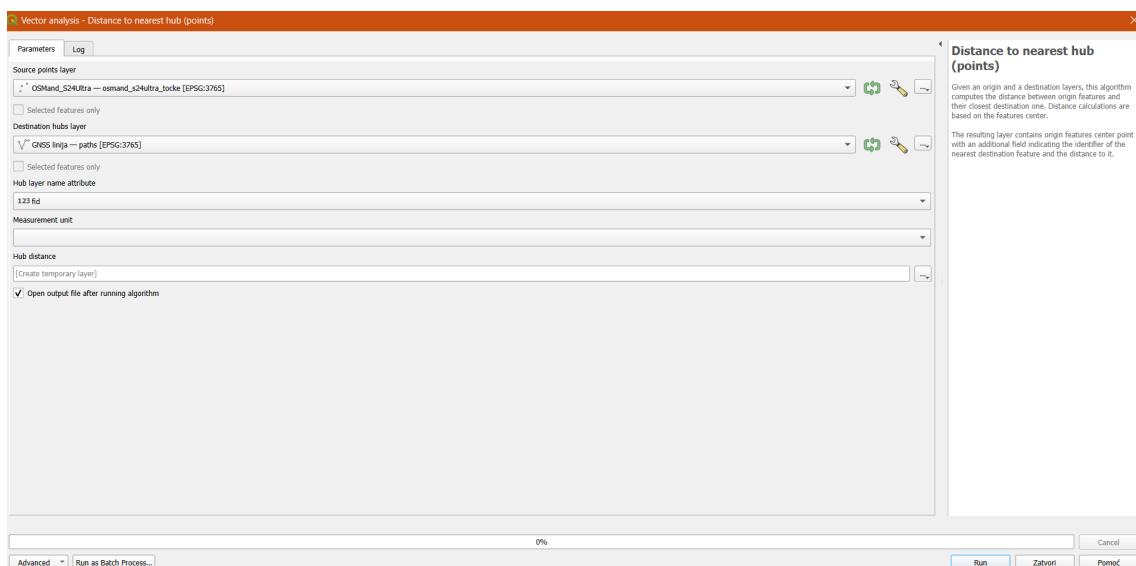 Vector analysis - Distance to nearest hub (points)
Parameters
Log
Source points layer
OSMand_S24Ultra — osmand_s24ultra_tocke [EPSG:3765]
Selected features only
Destination hubs layer
GNSS linija — paths [EPSG:3765]
Selected features only
Hub layer name attribute
123 fid
Measurement unit
Hub distance
[Create temporary layer]
Open output file after running algorithm
Distance to nearest hub
(points)
Given an origin and a destination layers, this algorithm
computes the distance between origin features and
their closest destination one. Distance calculations are
based on the features center.
The resulting layer contains origin features center point
with an additional field indicating the identifier of the
nearest destination feature and the distance to it.
0%
Cancel
Advanced
Run as Batch Process...
Run
Zatvori
Pomoć